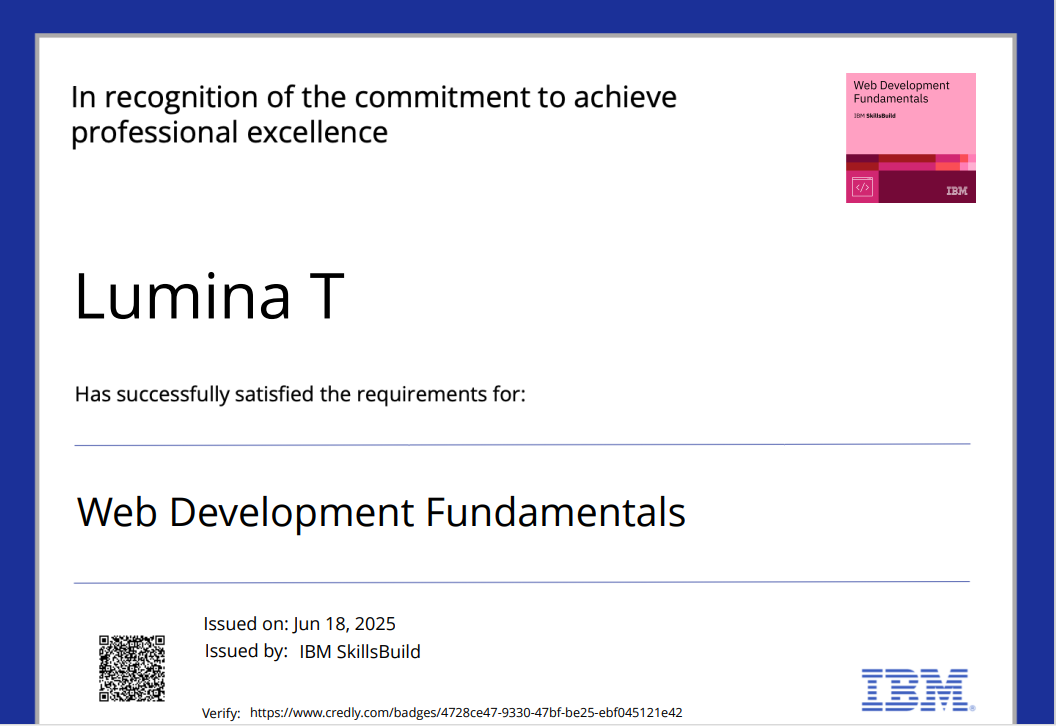 In recognition of the commitment to achieve
professional excellence
Web Development
Fundamentals
IBM SkillsBuild
</>
IBM
Lumina T
Has successfully satisfied the requirements for:
Web Development Fundamentals
Issued on: Jun 18, 2025
Issued by: IBM SkillsBuild
Verify: https://www.credly.com/badges/4728ce47-9330-47bf-be25-ebf045121e42
IBM®